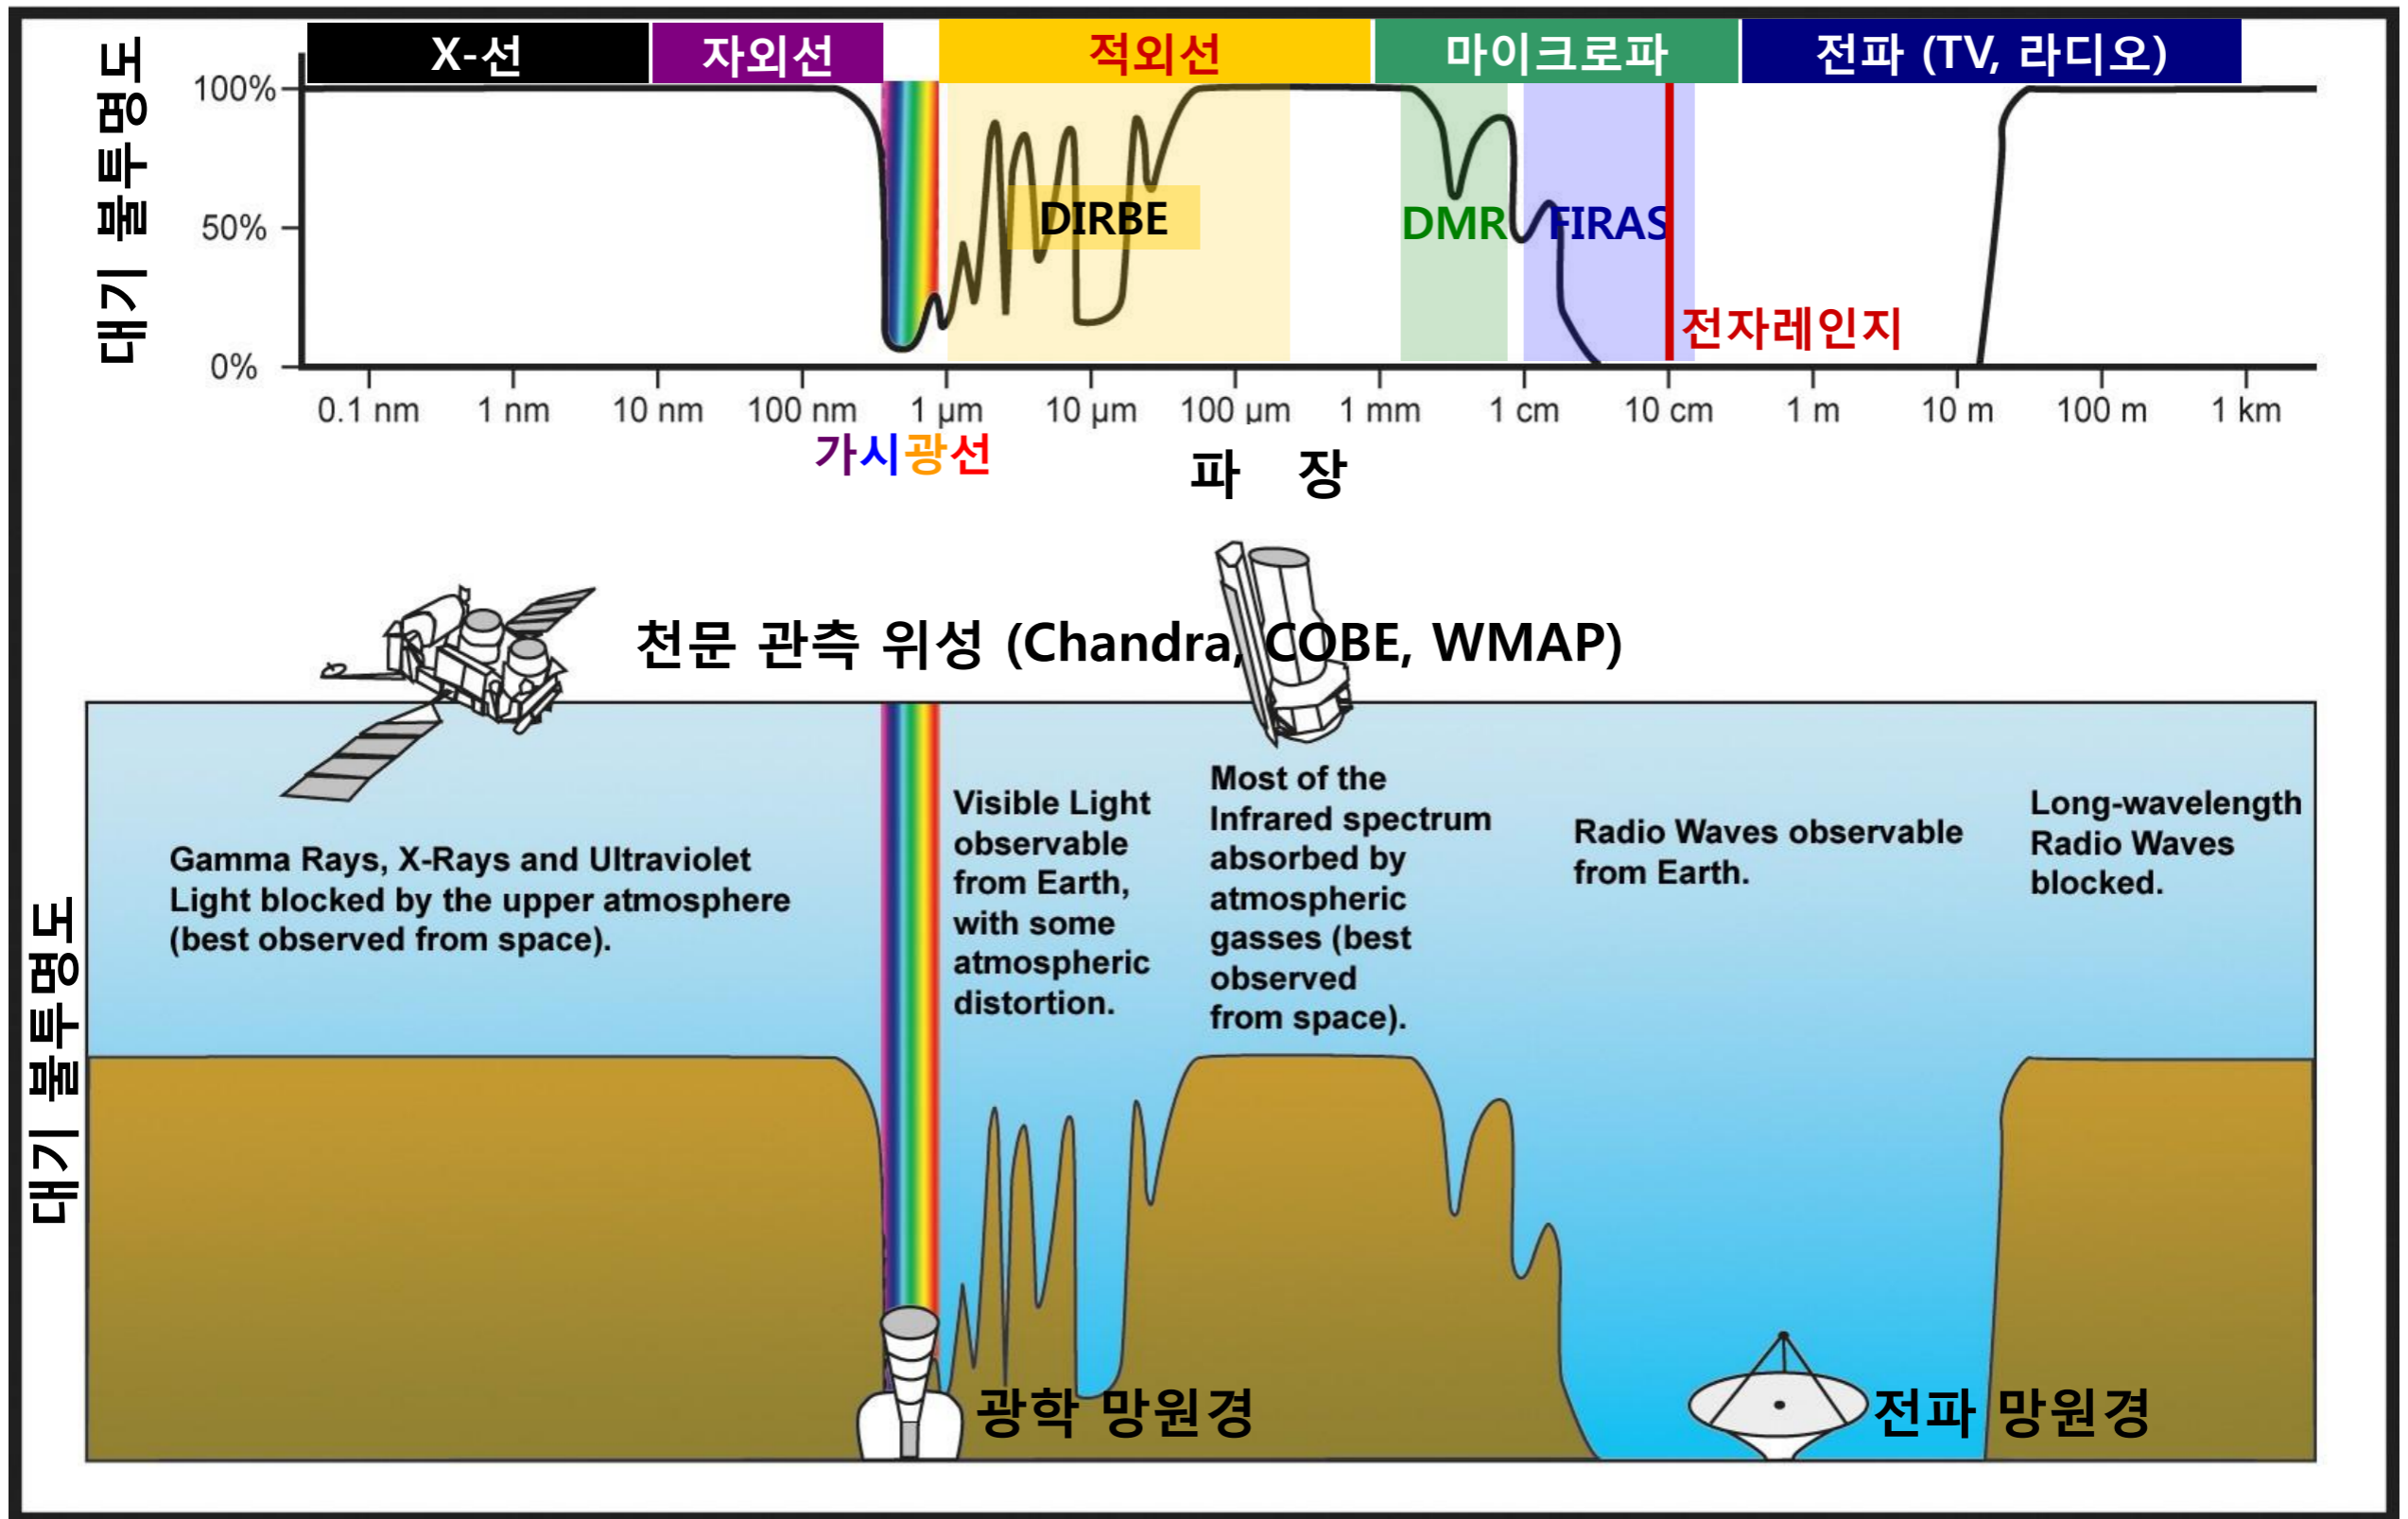 X-선
자외선
적외선
마이크로파
전파 (TV, 라디오)
대기 불투명도
100%
50%
0%
DIRBE
DMR
FIRAS
전자레인지
0.1 nm
1 nm
10 nm
100 nm
1 µm
10 µm
100 µm
1 mm
1 cm
10 cm
1 m
10 m
100 m
1 km
가시광선
파 장
천문 관측 위성 (Chandra, COBE, WMAP)
대기 불투명도
Gamma Rays, X-Rays and Ultraviolet
Light blocked by the upper atmosphere
(best observed from space).
Visible Light
observable
from Earth,
with some
atmospheric
distortion.
Most of the
Infrared spectrum
absorbed by
atmospheric
gasses (best
observed
from space).
Radio Waves observable
from Earth.
Long-wavelength
Radio Waves
blocked.
광학 망원경
전파 망원경